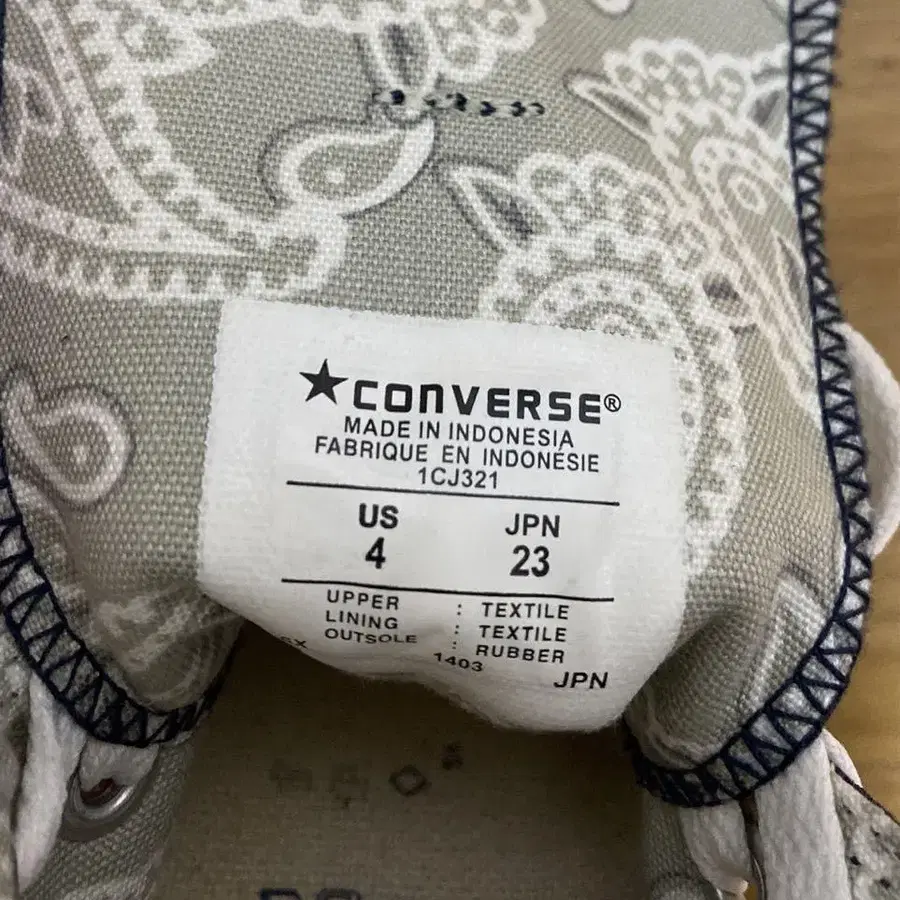 ★CONVERSE®
MADE IN INDONESIA
FABRIQUE EN INDONÉSIE
1CJ321
US JPN
4 23
UPPER : TEXTILE
LINING : TEXTILE
OUTSOLE : RUBBER
1403
JPN